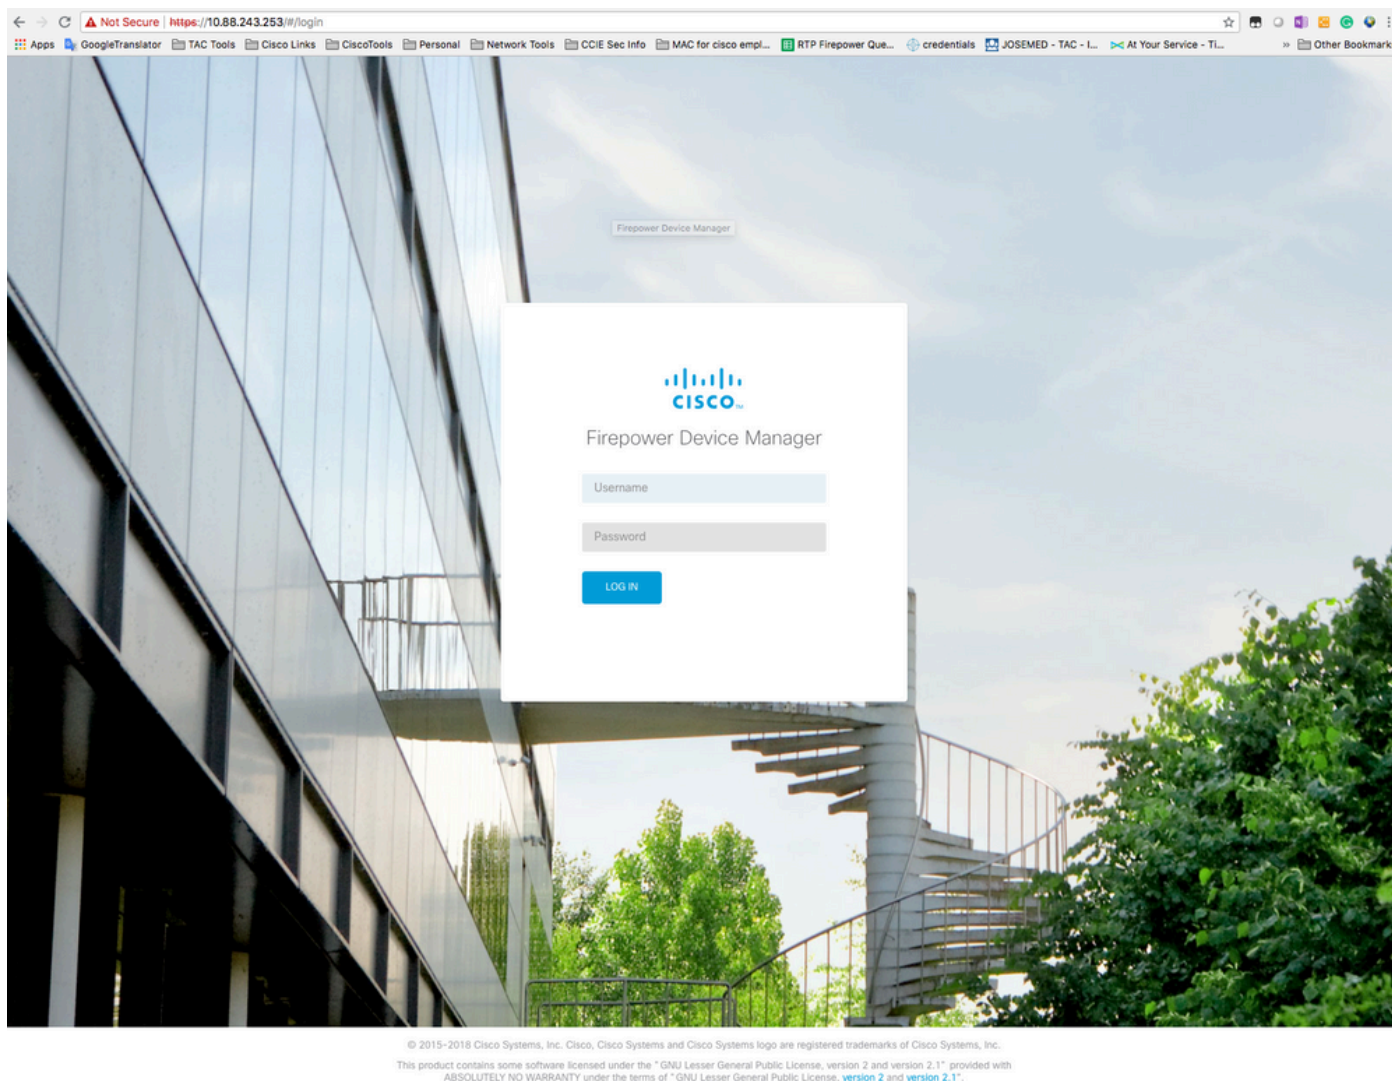 Not Secure | https://10.88.243.253/#/login
Apps GoogleTranslator TAC Tools Cisco Links CiscoTools Personal Network Tools CCIE Sec Info MAC for cisco empl... RTP Firepower Que... credentials JOSEMED - TAC - I... At Your Service - Ti... » Other Bookmark
Firepower Device Manager
CISCO
Firepower Device Manager
Username
Password
LOG IN
© 2015-2018 Cisco Systems, Inc. Cisco, Cisco Systems and Cisco Systems logo are registered trademarks of Cisco Systems, Inc.
This product contains some software licensed under the "GNU Lesser General Public License, version 2 and version 2.1" provided with
ABSOLUTELY NO WARRANTY under the terms of "GNU Lesser General Public License, version 2 and version 2.1".